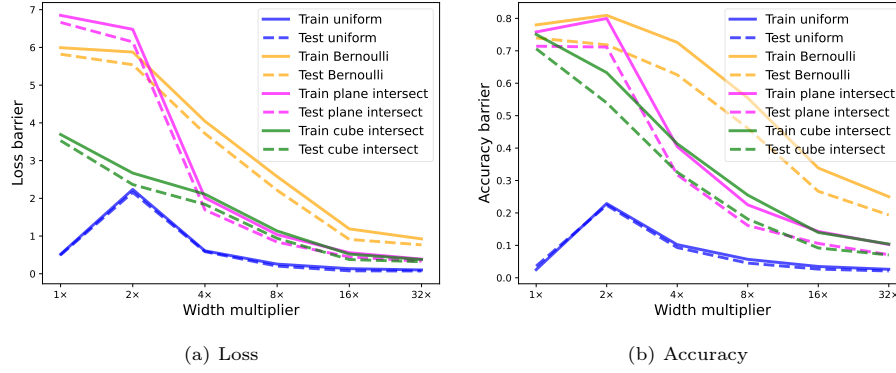 7
6
5
4
3
2
1
0
Loss barrier
1×
2×
4×
8×
16×
32×
Width multiplier
Train uniform
Test uniform
Train Bernoulli
Test Bernoulli
Train plane intersect
Test plane intersect
Train cube intersect
Test cube intersect
(a) Loss
0.8
0.7
0.6
0.5
0.4
0.3
0.2
0.1
0.0
Accuracy barrier
1×
2×
4×
8×
16×
32×
Width multiplier
Train uniform
Test uniform
Train Bernoulli
Test Bernoulli
Train plane intersect
Test plane intersect
Train cube intersect
Test cube intersect
(b) Accuracy